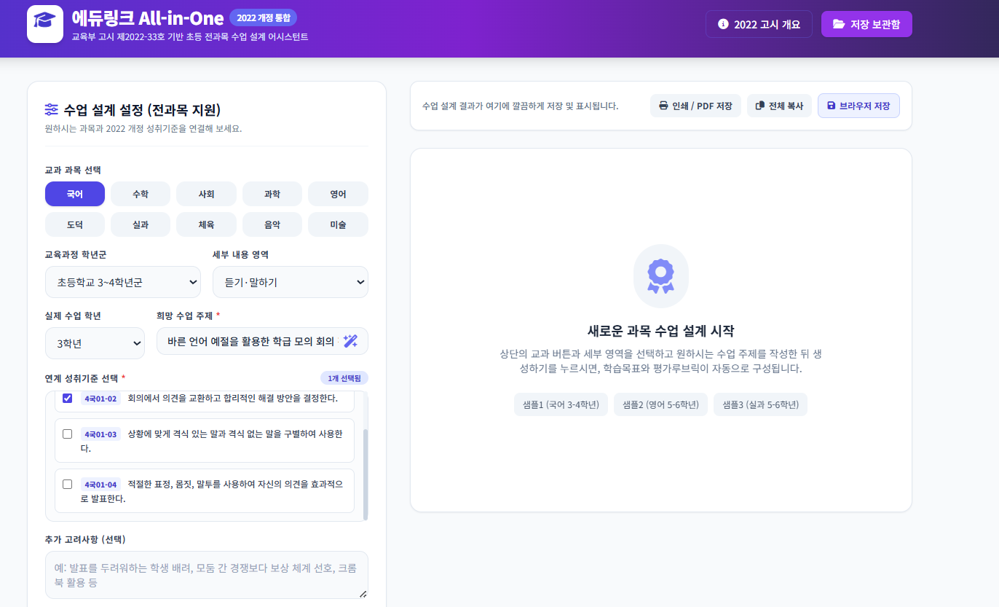 에듀링크 All-in-One 2022 개정 통합
교육부 고시 제2022-33호 기반 초등 전과목 수업 설계 어시스턴트
2022 고시 개요
저장 보관함
수업 설계 설정 (전과목 지원)
원하시는 과목과 2022 개정 성취기준을 연결해 보세요.
교과 과목 선택
국어 수학 사회 과학 영어
도덕 실과 체육 음악 미술
교육과정 학년군 세부 내용 영역
초등학교 3~4학년군 듣기·말하기
실제 수업 학년 희망 수업 주제 *
3학년 바른 언어 예절을 활용한 학급 모의 회의
연계 성취기준 선택 * 1개 선택됨
4국01-02 회의에서 의견을 교환하고 합리적인 해결 방안을 결정한다.
4국01-03 상황에 맞게 격식 있는 말과 격식 없는 말을 구별하여 사용한
다.
4국01-04 적절한 표정, 몸짓, 말투를 사용하여 자신의 의견을 효과적으
로 발표한다.
추가 고려사항 (선택)
예: 발표를 두려워하는 학생 배려, 모둠 간 경쟁보다 보상 체계 선호, 크롬
북 활용 등
수업 설계 결과가 여기에 깔끔하게 저장 및 표시됩니다.
인쇄 / PDF 저장 전체 복사 브라우저 저장
새로운 과목 수업 설계 시작
상단의 교과 버튼과 세부 영역을 선택하고 원하시는 수업 주제를 작성한 뒤 생
성하기를 누르시면, 학습목표와 평가루브릭이 자동으로 구성됩니다.
샘플1 (국어 3-4학년) 샘플2 (영어 5-6학년) 샘플3 (실과 5-6학년)